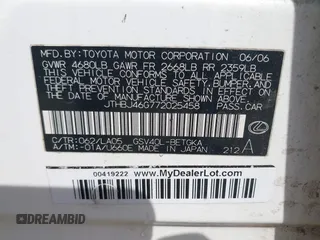 MFD. BY: TOYOTA MOTOR CORPORATION 06/06
GVWR 4680LB GAWR FR 2668LB RR 2359LB
THIS VEHICLE CONFORMS TO ALL APPLICABLE
FEDERAL MOTOR VEHICLE SAFETY, BUMPER,
AND THEFT PREVENTION STANDARDS IN EFFECT
ON THE DATE OF MANUFACTURE SHOWN ABOVE.
JTHBJ46G772025458 PASS.CAR
C/TR: 062/LA05 GSV40L-BETGKA
A/TM: -01A/U660E MADE IN JAPAN 212 A
00419222 www.MyDealerLot.com
DREAMBID